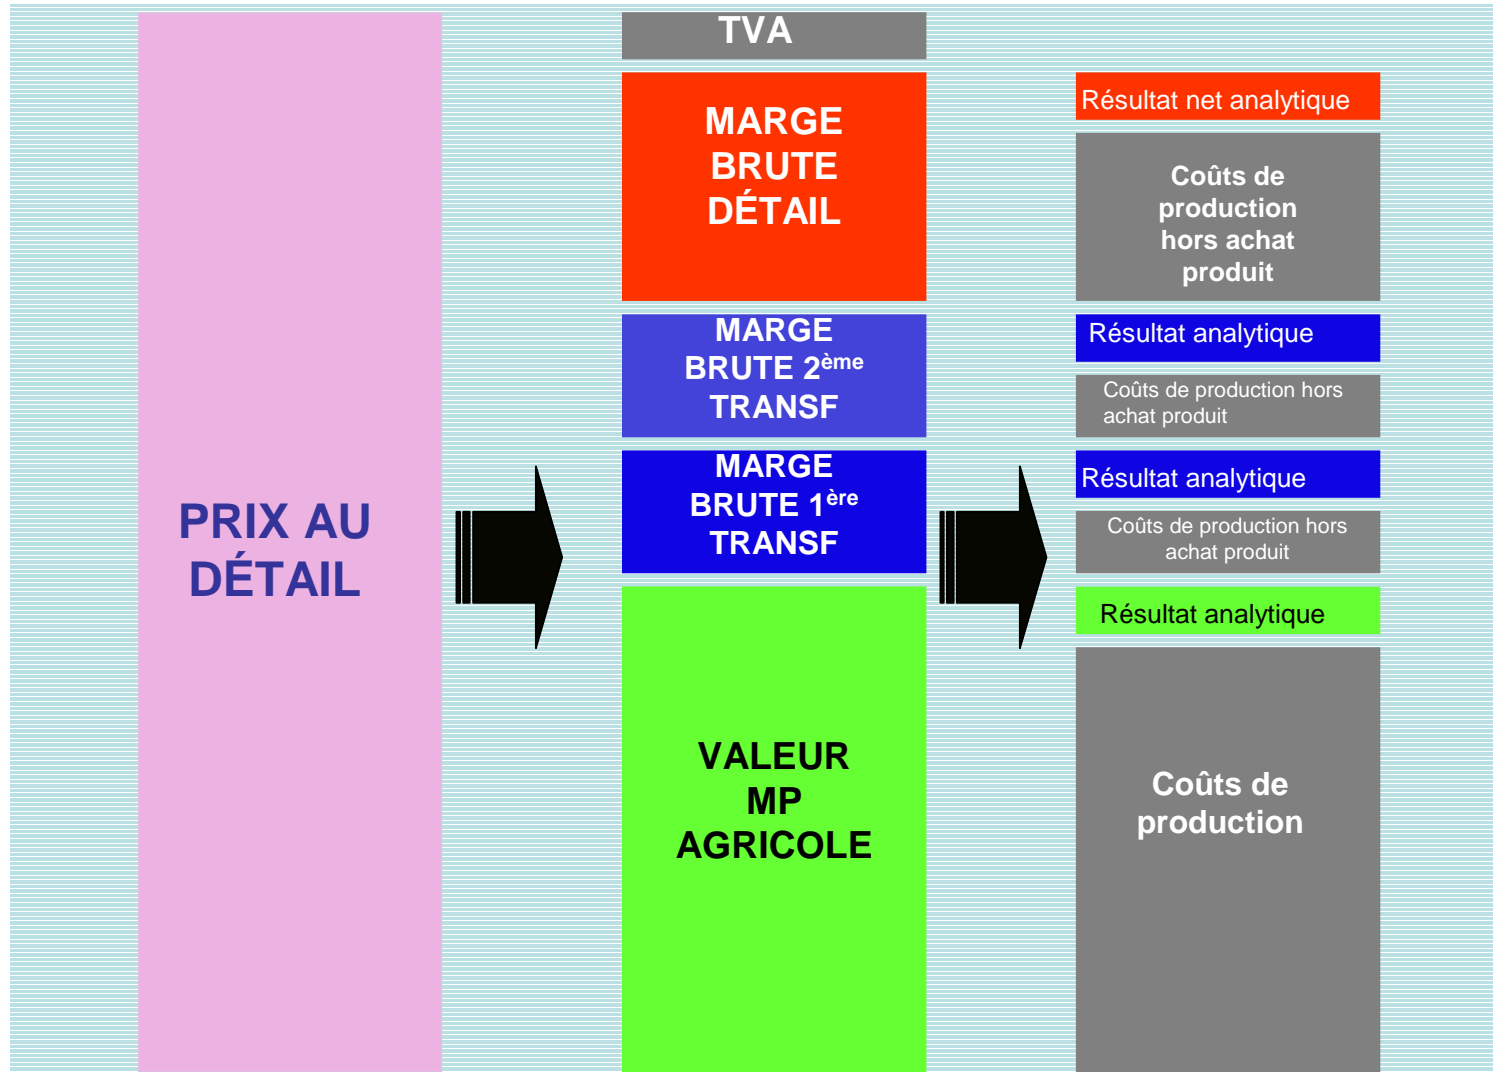 PRIX AU
DÉTAIL
TVA
MARGE
BRUTE
DÉTAIL
MARGE
BRUTE 2ème
TRANSF
MARGE
BRUTE 1ère
TRANSF
VALEUR
MP
AGRICOLE
Résultat net analytique
Coûts de
production
hors achat
produit
Résultat analytique
Coûts de production hors
achat produit
Résultat analytique
Coûts de production hors
achat produit
Résultat analytique
Coûts de
production